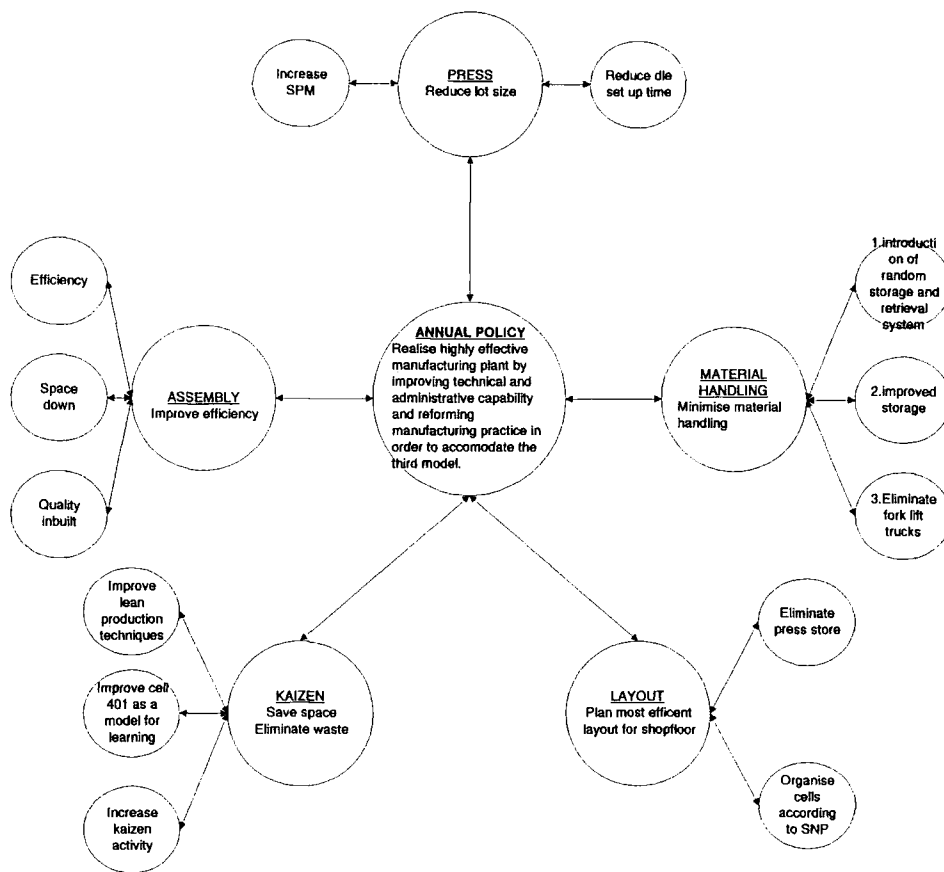 Increase
SPM
PRESS
Reduce lot size
Reduce die
set up time
Efficiency
Space
down
Quality
inbuilt
ASSEMBLY
Improve efficiency
ANNUAL POLICY
Realise highly effective
manufacturing plant by
improving technical and
administrative capability
and reforming
manufacturing practice in
order to accomodate the
third model.
MATERIAL
HANDLING
Minimise material
handling
1.introducti
on of
random
storage and
retrieval
system
2.improved
storage
3.Eliminate
fork lift
trucks
Improve
lean
production
techniques
Improve cell
401 as a
model for
learning
Increase
kaizen
activity
KAIZEN
Save space
Eliminate waste
LAYOUT
Plan most efficent
layout for shopfloor
Eliminate
press store
Organise
cells
according
to SNP